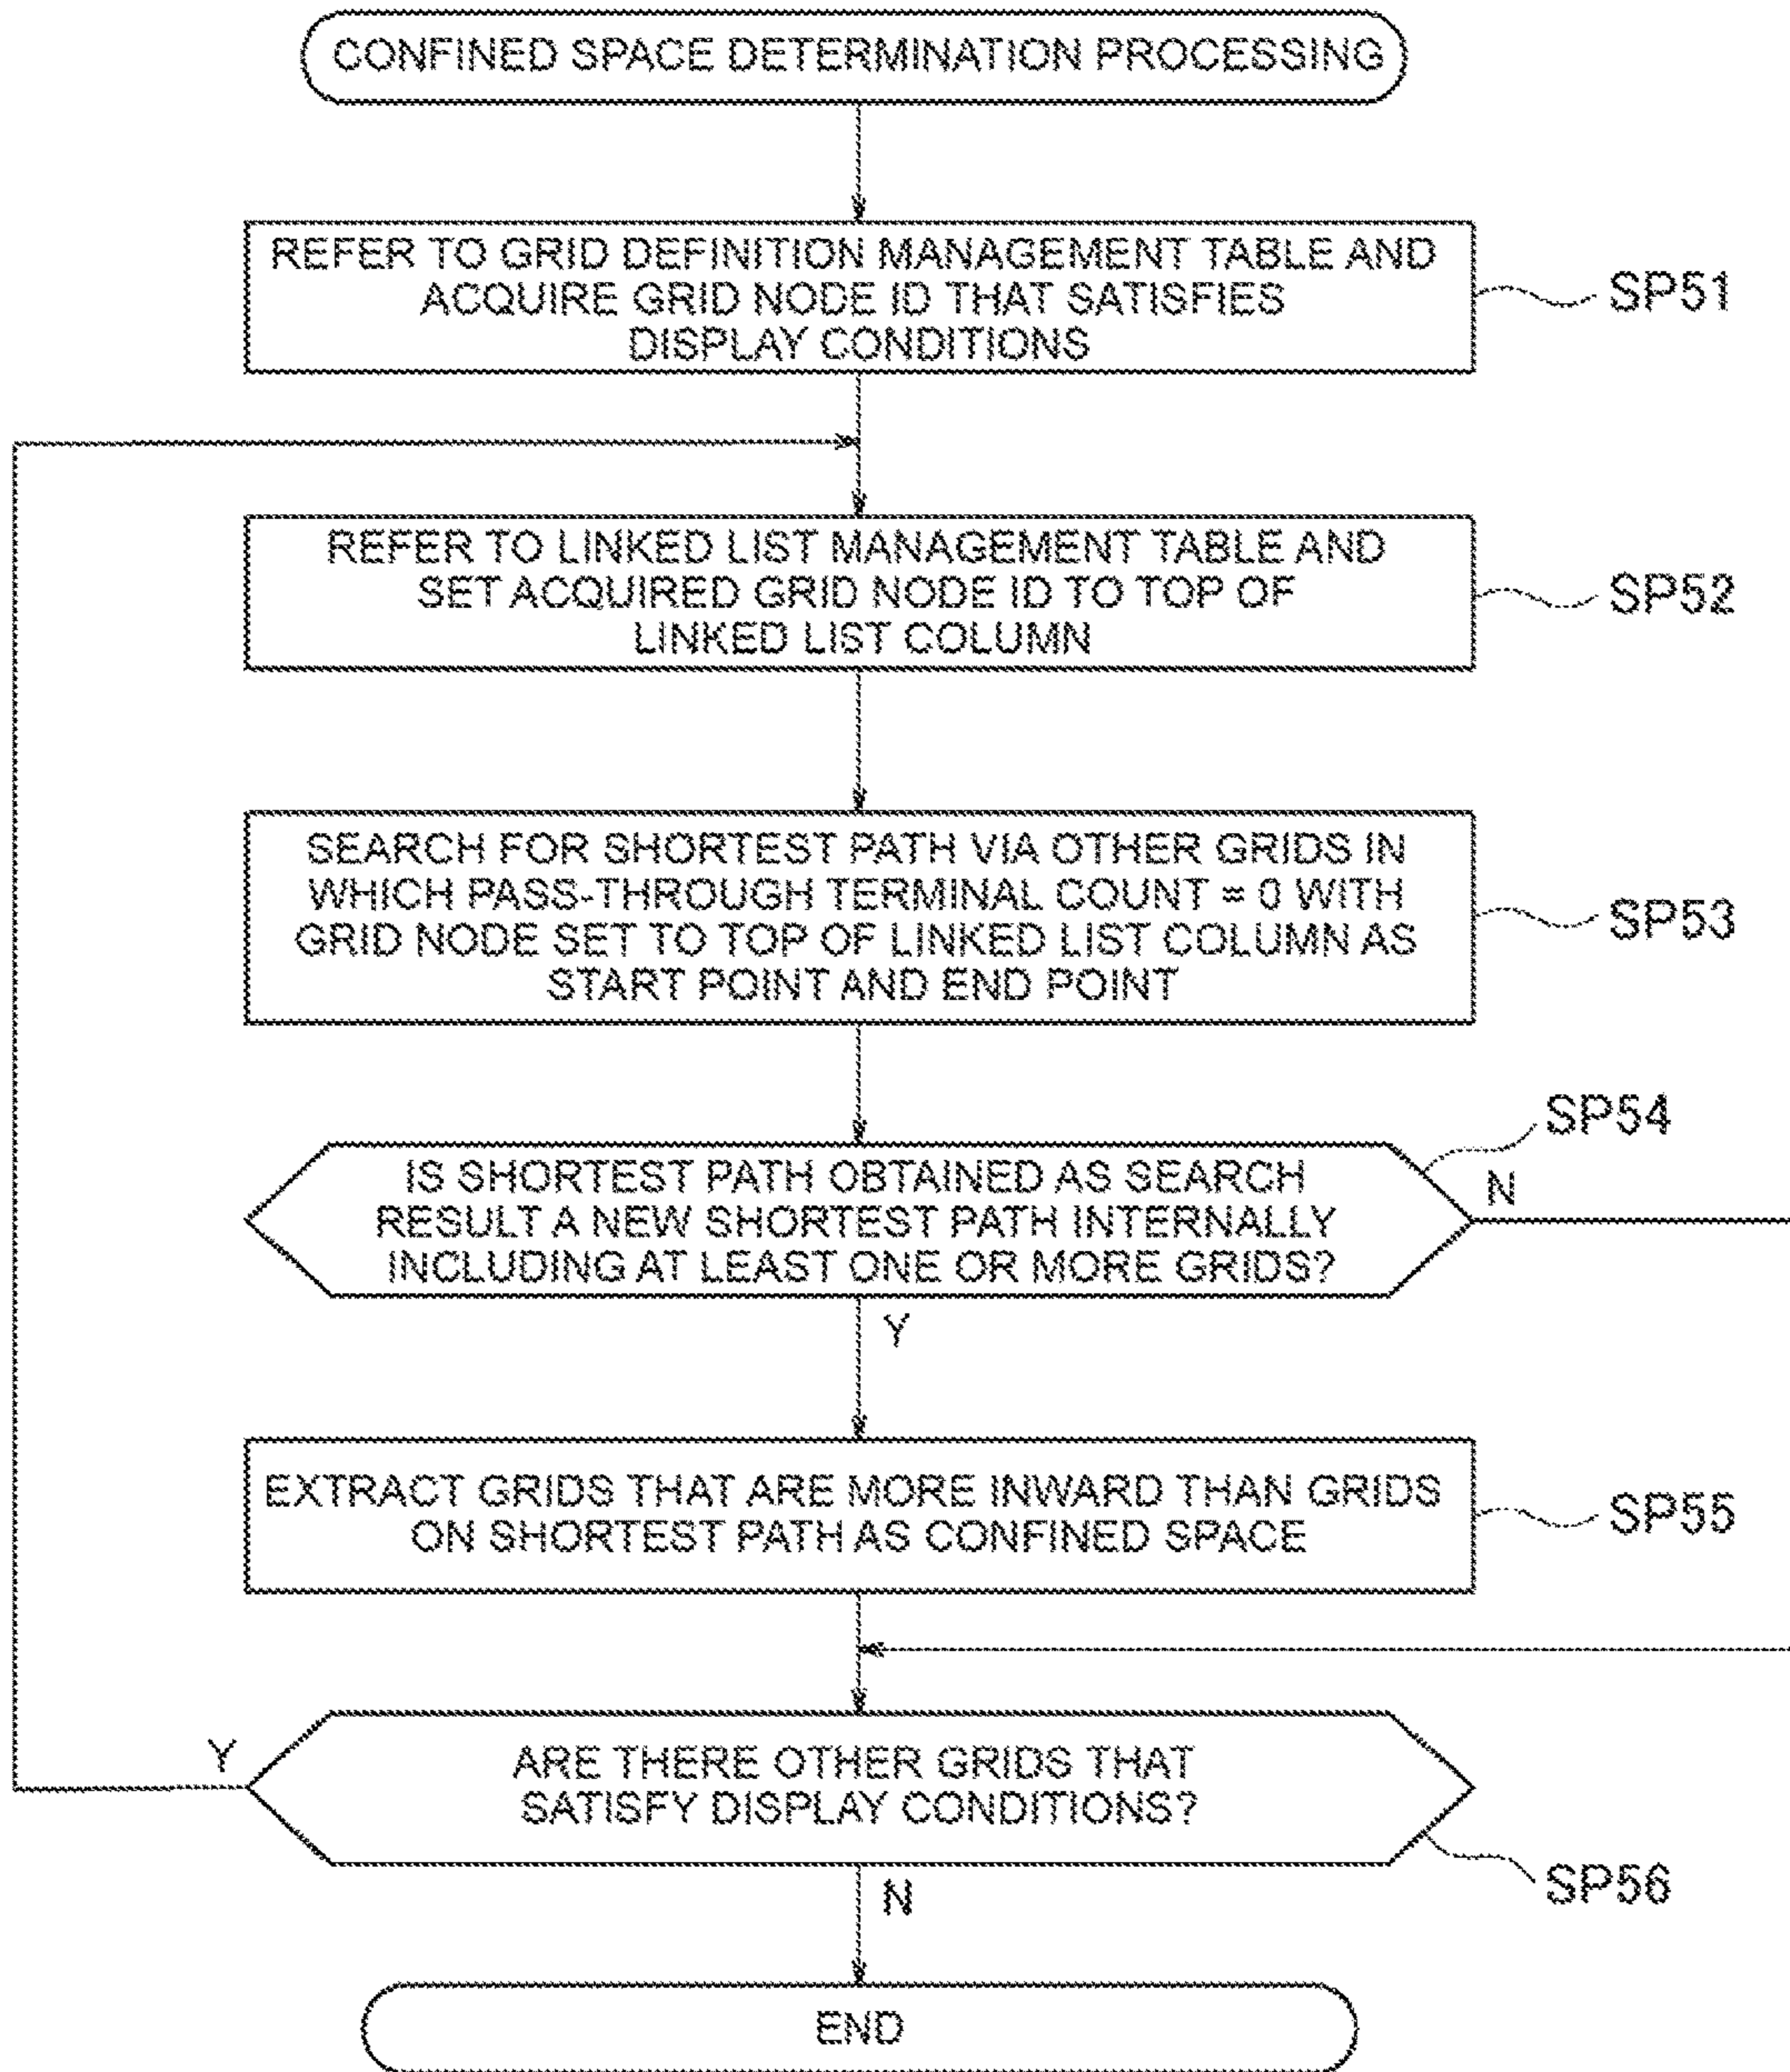 CONFINED SPACE DETERMINATION PROCESSING
REFER TO GRID DEFINITION MANAGEMENT TABLE AND
ACQUIRE GRID NODE ID THAT SATISFIES
DISPLAY CONDITIONS
SP51
REFER TO LINKED LIST MANAGEMENT TABLE AND
SET ACQUIRED GRID NODE ID TO TOP OF
LINKED LIST COLUMN
SP52
SEARCH FOR SHORTEST PATH VIA OTHER GRIDS IN
WHICH PASS-THROUGH TERMINAL COUNT = 0 WITH
GRID NODE SET TO TOP OF LINKED LIST COLUMN AS
START POINT AND END POINT
SP53
SP54
IS SHORTEST PATH OBTAINED AS SEARCH
RESULT A NEW SHORTEST PATH INTERNALLY
INCLUDING AT LEAST ONE OR MORE GRIDS?
N
Y
EXTRACT GRIDS THAT ARE MORE INWARD THAN GRIDS
ON SHORTEST PATH AS CONFINED SPACE
SP55
Y
ARE THERE OTHER GRIDS THAT
SATISFY DISPLAY CONDITIONS?
SP56
N
END